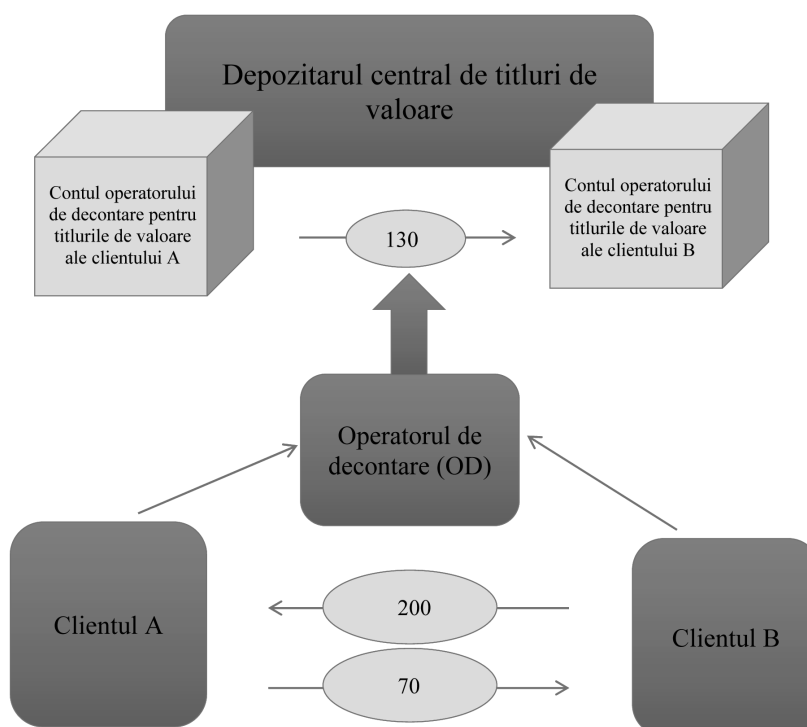 Depozitarul central de titluri de
valoare
Contul operatorului
de decontare pentru
titlurile de valoare
ale clientului A
Contul operatorului
de decontare pentru
titlurile de valoare
ale clientului B
130
Operatorul de
decontare (OD)
Clientul A
200
70
Clientul B